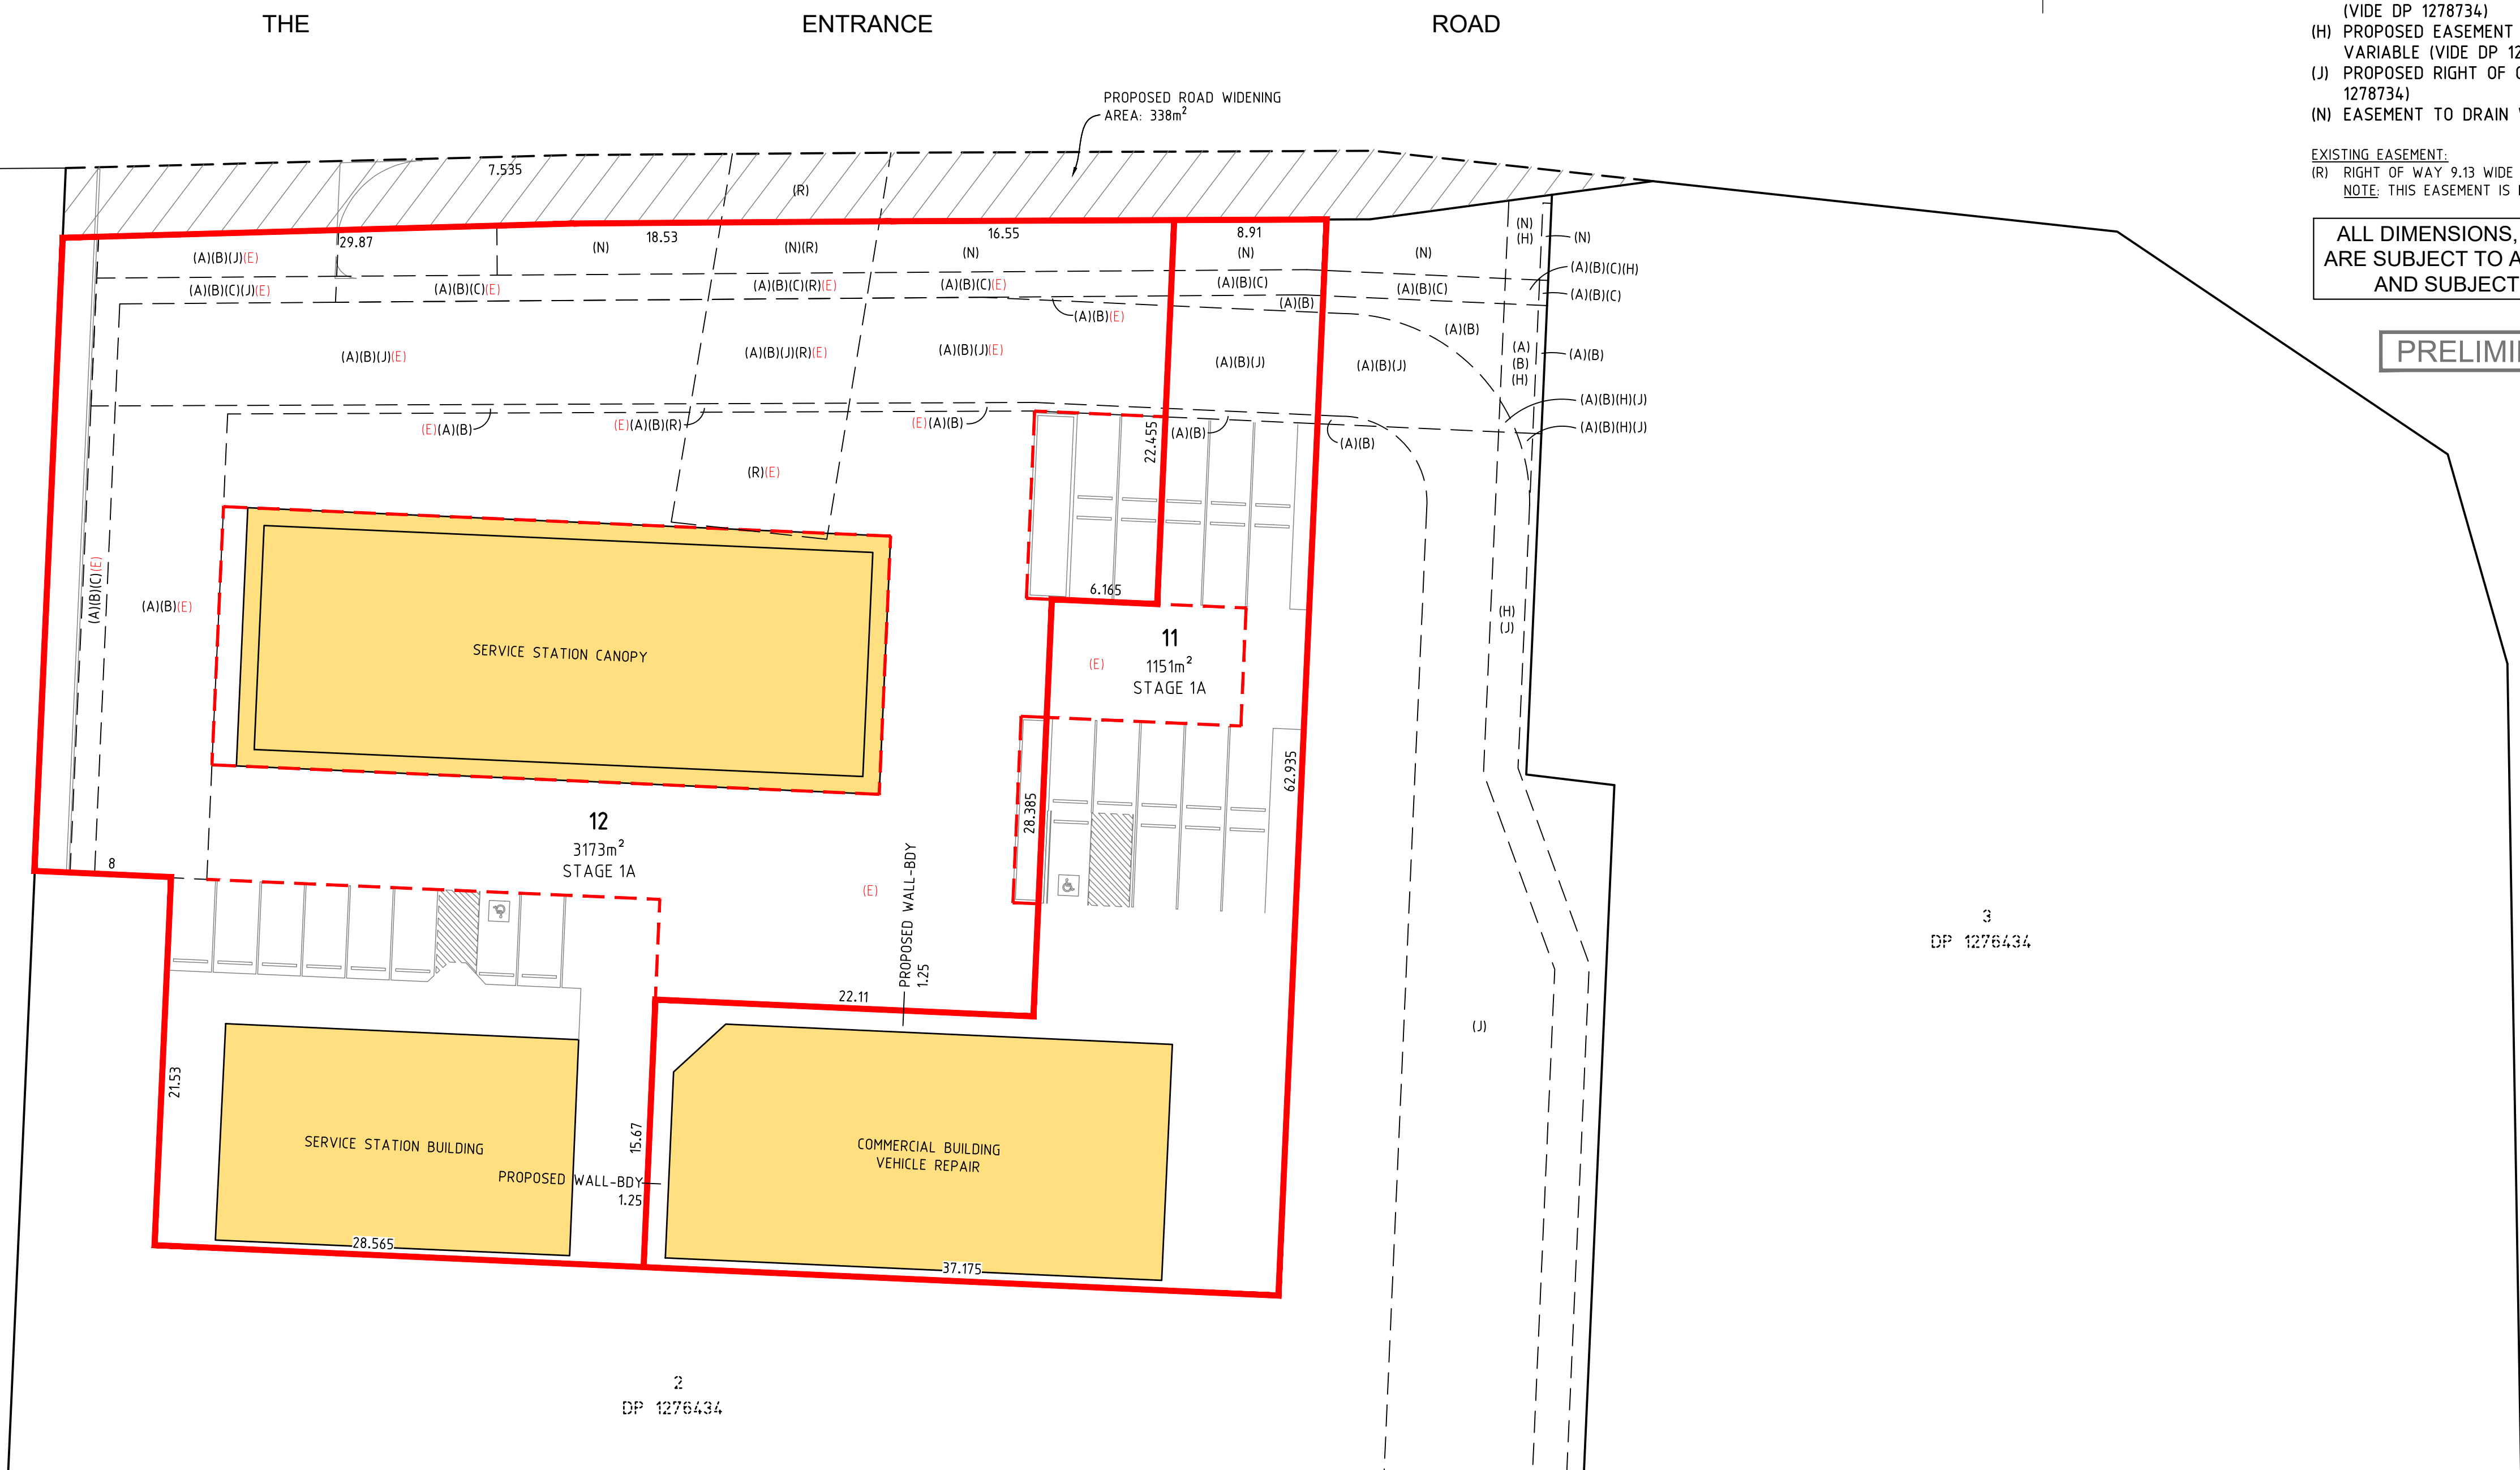 THE ENTRANCE ROAD
(VIDE DP 1278734)
(H) PROPOSED EASEMENT
VARIABLE (VIDE DP
(J) PROPOSED RIGHT OF
1278734)
(N) EASEMENT TO DRAIN
EXISTING EASEMENT:
(R) RIGHT OF WAY 9.13 WIDE
NOTE: THIS EASEMENT IS
ALL DIMENSIONS,
ARE SUBJECT TO
AND SUBJECT
PROPOSED ROAD WIDENING
AREA: 338m²
7.535
(R)
29.87
18.53
16.55
8.91
(A)(B)(J)(E)
(N)
(N)(R)
(N)
(N)
(N)
(N)
(H)
(N)
(A)(B)(C)(J)(E)
(A)(B)(C)(E)
(A)(B)(C)(R)(E)
(A)(B)(C)(E)
(A)(B)(C)
(A)(B)(C)
(A)(B)(C)(H)
(A)(B)(C)
(A)(B)(E)
(A)(B)
(A)(B)
(A)(B)(J)(E)
(A)(B)(J)(R)(E)
(A)(B)(J)(E)
(A)(B)(J)
(A)(B)(J)
(A)
(B)
(H)
(A)(B)
(A)(B)(H)(J)
(A)(B)(H)(J)
(E)(A)(B)
(E)(A)(B)(R)
(E)(A)(B)
(A)(B)
(A)(B)
22.455
(R)(E)
(A)(B)(C)(E)
(A)(B)(E)
6.165
(H)
(J)
SERVICE STATION CANOPY
11
1151m²
STAGE 1A
(E)
62.935
28.385
12
3173m²
STAGE 1A
8
(E)
PROPOSED WALL-BDY
1.25
3
DP 1276434
22.11
(J)
21.53
15.67
SERVICE STATION BUILDING
COMMERCIAL BUILDING
VEHICLE REPAIR
PROPOSED WALL-BDY
1.25
28.565
37.175
2
DP 1276434